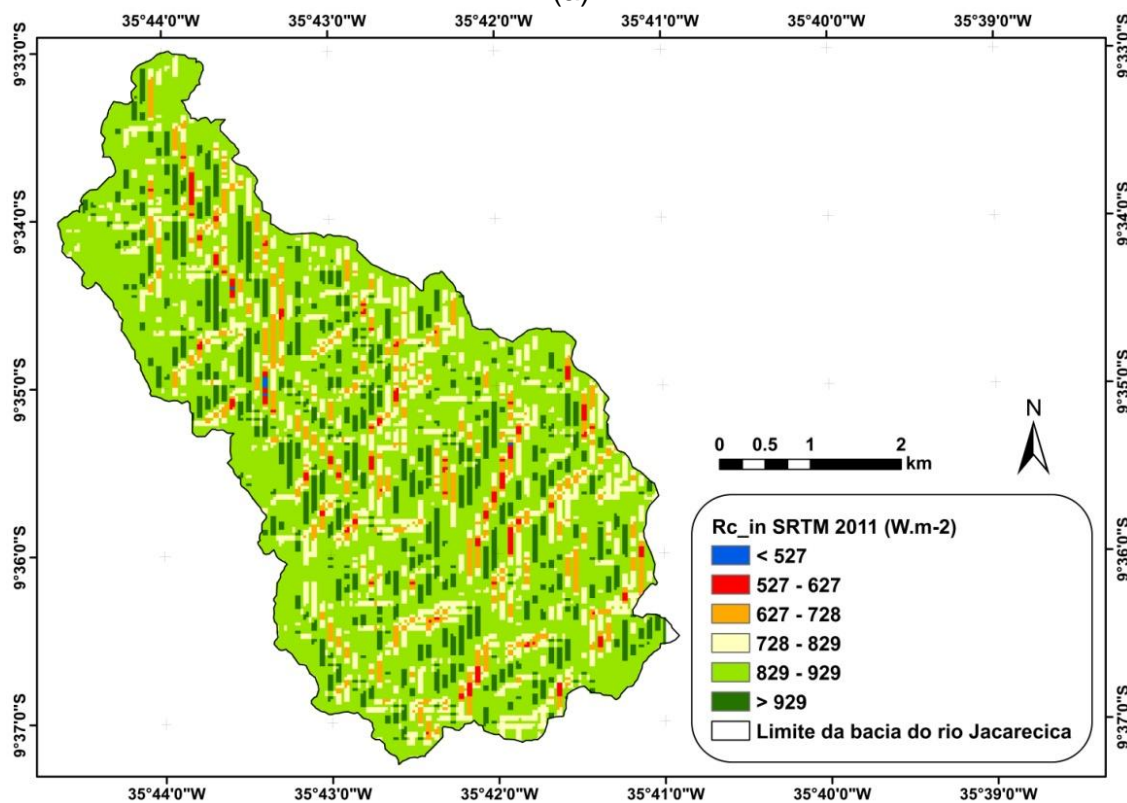 35°44'0"W 35°43'0"W 35°42'0"W 35°41'0"W 35°40'0"W 35°39'0"W
9°33'0"S 9°33'0"S
9°34'0"S 9°34'0"S
9°35'0"S 9°35'0"S
N
0 0.5 1 2
km
9°36'0"S 9°36'0"S
Rc_in SRTM 2011 (W.m-2)
< 527
527 - 627
627 - 728
728 - 829
829 - 929
> 929
Limite da bacia do rio Jacarecica
9°37'0"S 9°37'0"S
35°44'0"W 35°43'0"W 35°42'0"W 35°41'0"W 35°40'0"W 35°39'0"W